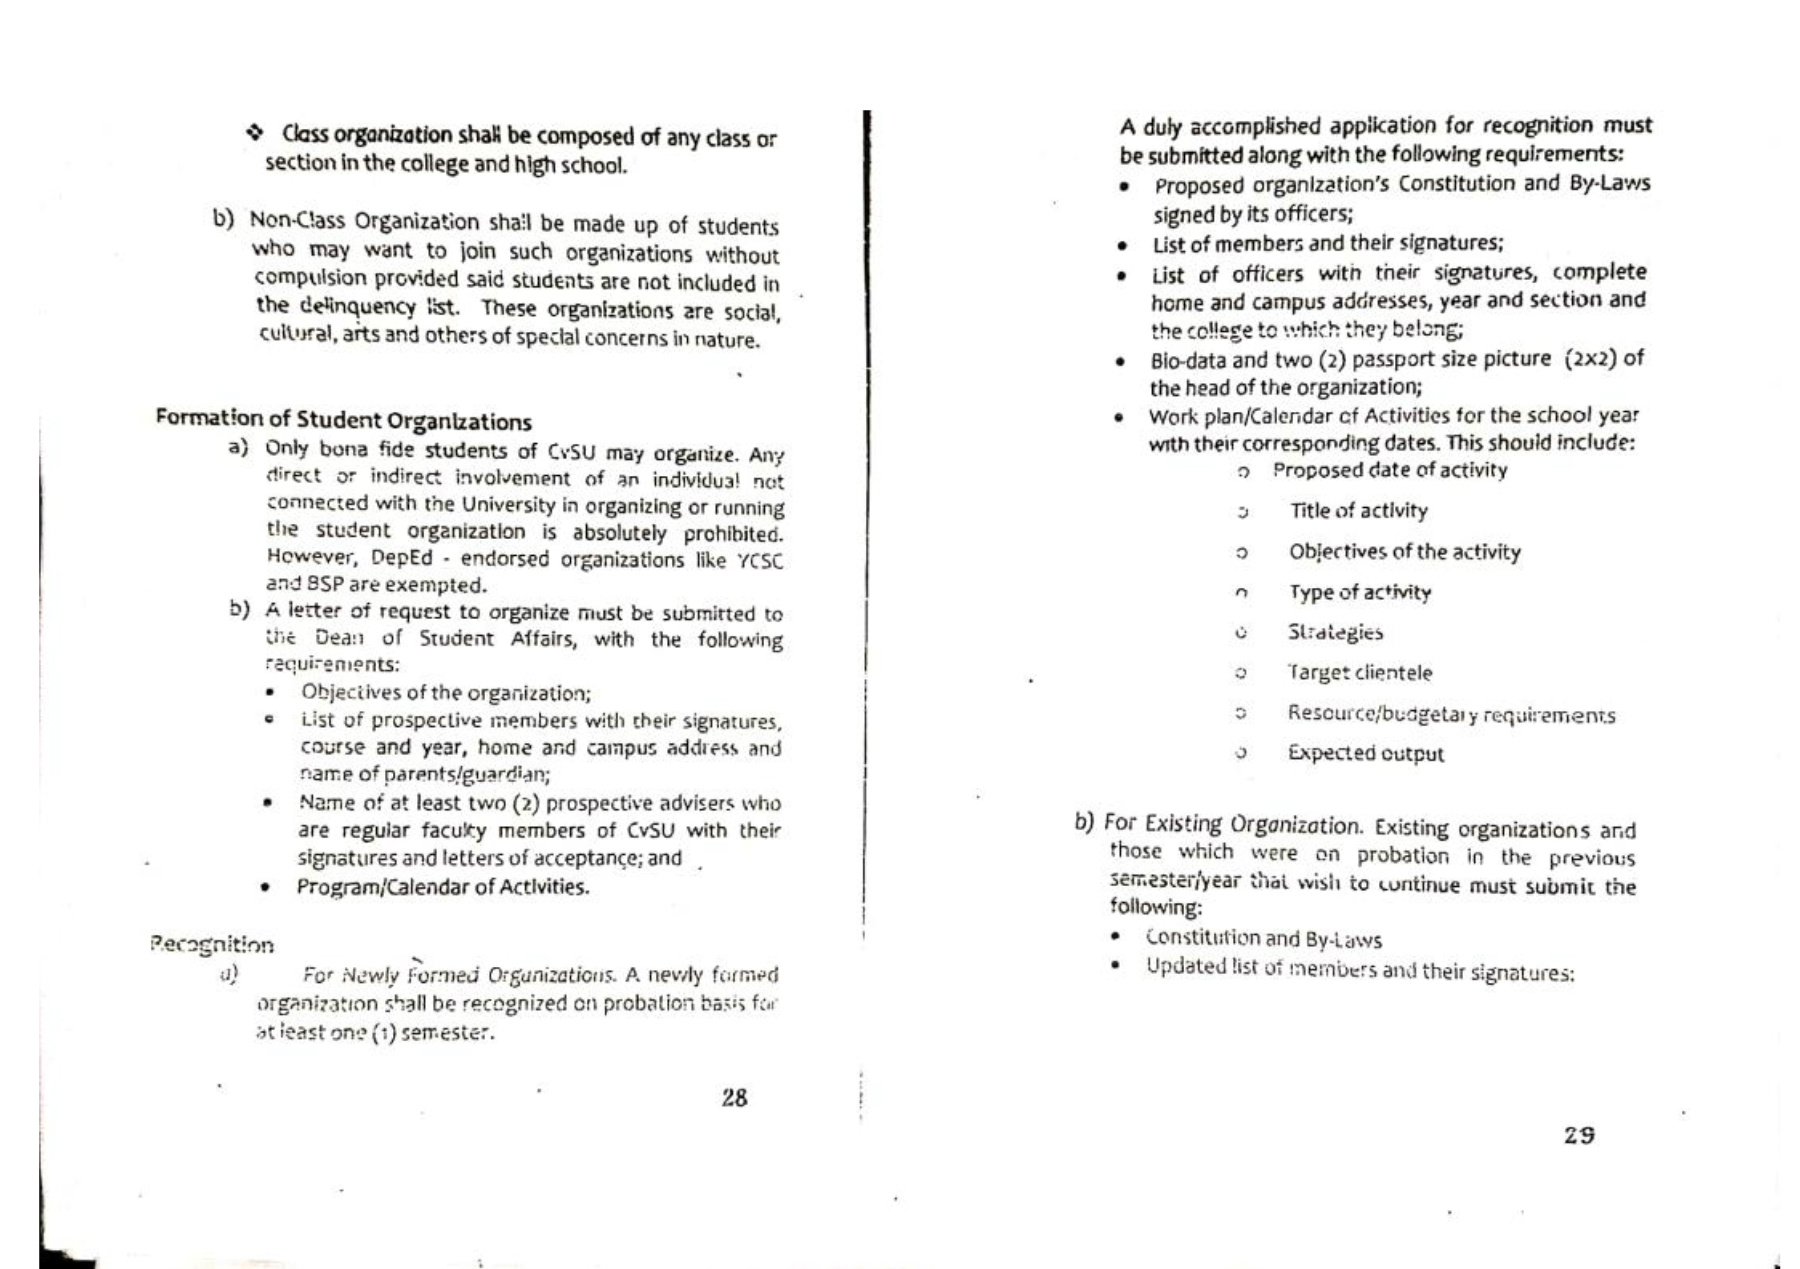 ❖ Class organization shall be composed of any class or
section in the college and high school.
b) Non-Class Organization shall be made up of students
who may want to join such organizations without
compulsion provided said students are not included in
the delinquency list. These organizations are social,
cultural, arts and others of special concerns in nature.
Formation of Student Organizations
a) Only bona fide students of CvSU may organize. Any
direct or indirect involvement of an individual not
connected with the University in organizing or running
the student organization is absolutely prohibited.
However, DepEd - endorsed organizations like YCSC
and BSP are exempted.
b) A letter of request to organize must be submitted to
the Dean of Student Affairs, with the following
requirements:
• Objectives of the organization;
• List of prospective members with their signatures,
course and year, home and campus address and
name of parents/guardian;
• Name of at least two (2) prospective advisers who
are regular faculty members of CvSU with their
signatures and letters of acceptance; and
• Program/Calendar of Activities.
Recognition
a) For Newly Formed Organizations. A newly formed
organization shall be recognized on probation basis for
at least one (1) semester.
28
A duly accomplished application for recognition must
be submitted along with the following requirements:
• Proposed organization's Constitution and By-Laws
signed by its officers;
• List of members and their signatures;
• List of officers with their signatures, complete
home and campus addresses, year and section and
the college to which they belong;
• Bio-data and two (2) passport size picture (2x2) of
the head of the organization;
• Work plan/Calendar of Activities for the school year
with their corresponding dates. This should include:
o Proposed date of activity
o Title of activity
o Objectives of the activity
o Type of activity
o Strategies
o Target clientele
o Resource/budgetary requirements
o Expected output
b) For Existing Organization. Existing organizations and
those which were on probation in the previous
semester/year that wish to continue must submit the
following:
• Constitution and By-Laws
• Updated list of members and their signatures:
29